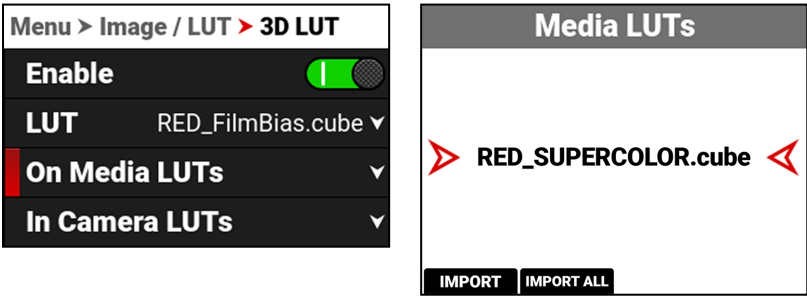 Menu > Image / LUT > 3D LUT
Enable
LUT RED_FilmBias.cube
On Media LUTs
In Camera LUTs
Media LUTs
RED_SUPERCOLOR.cube
IMPORT IMPORT ALL